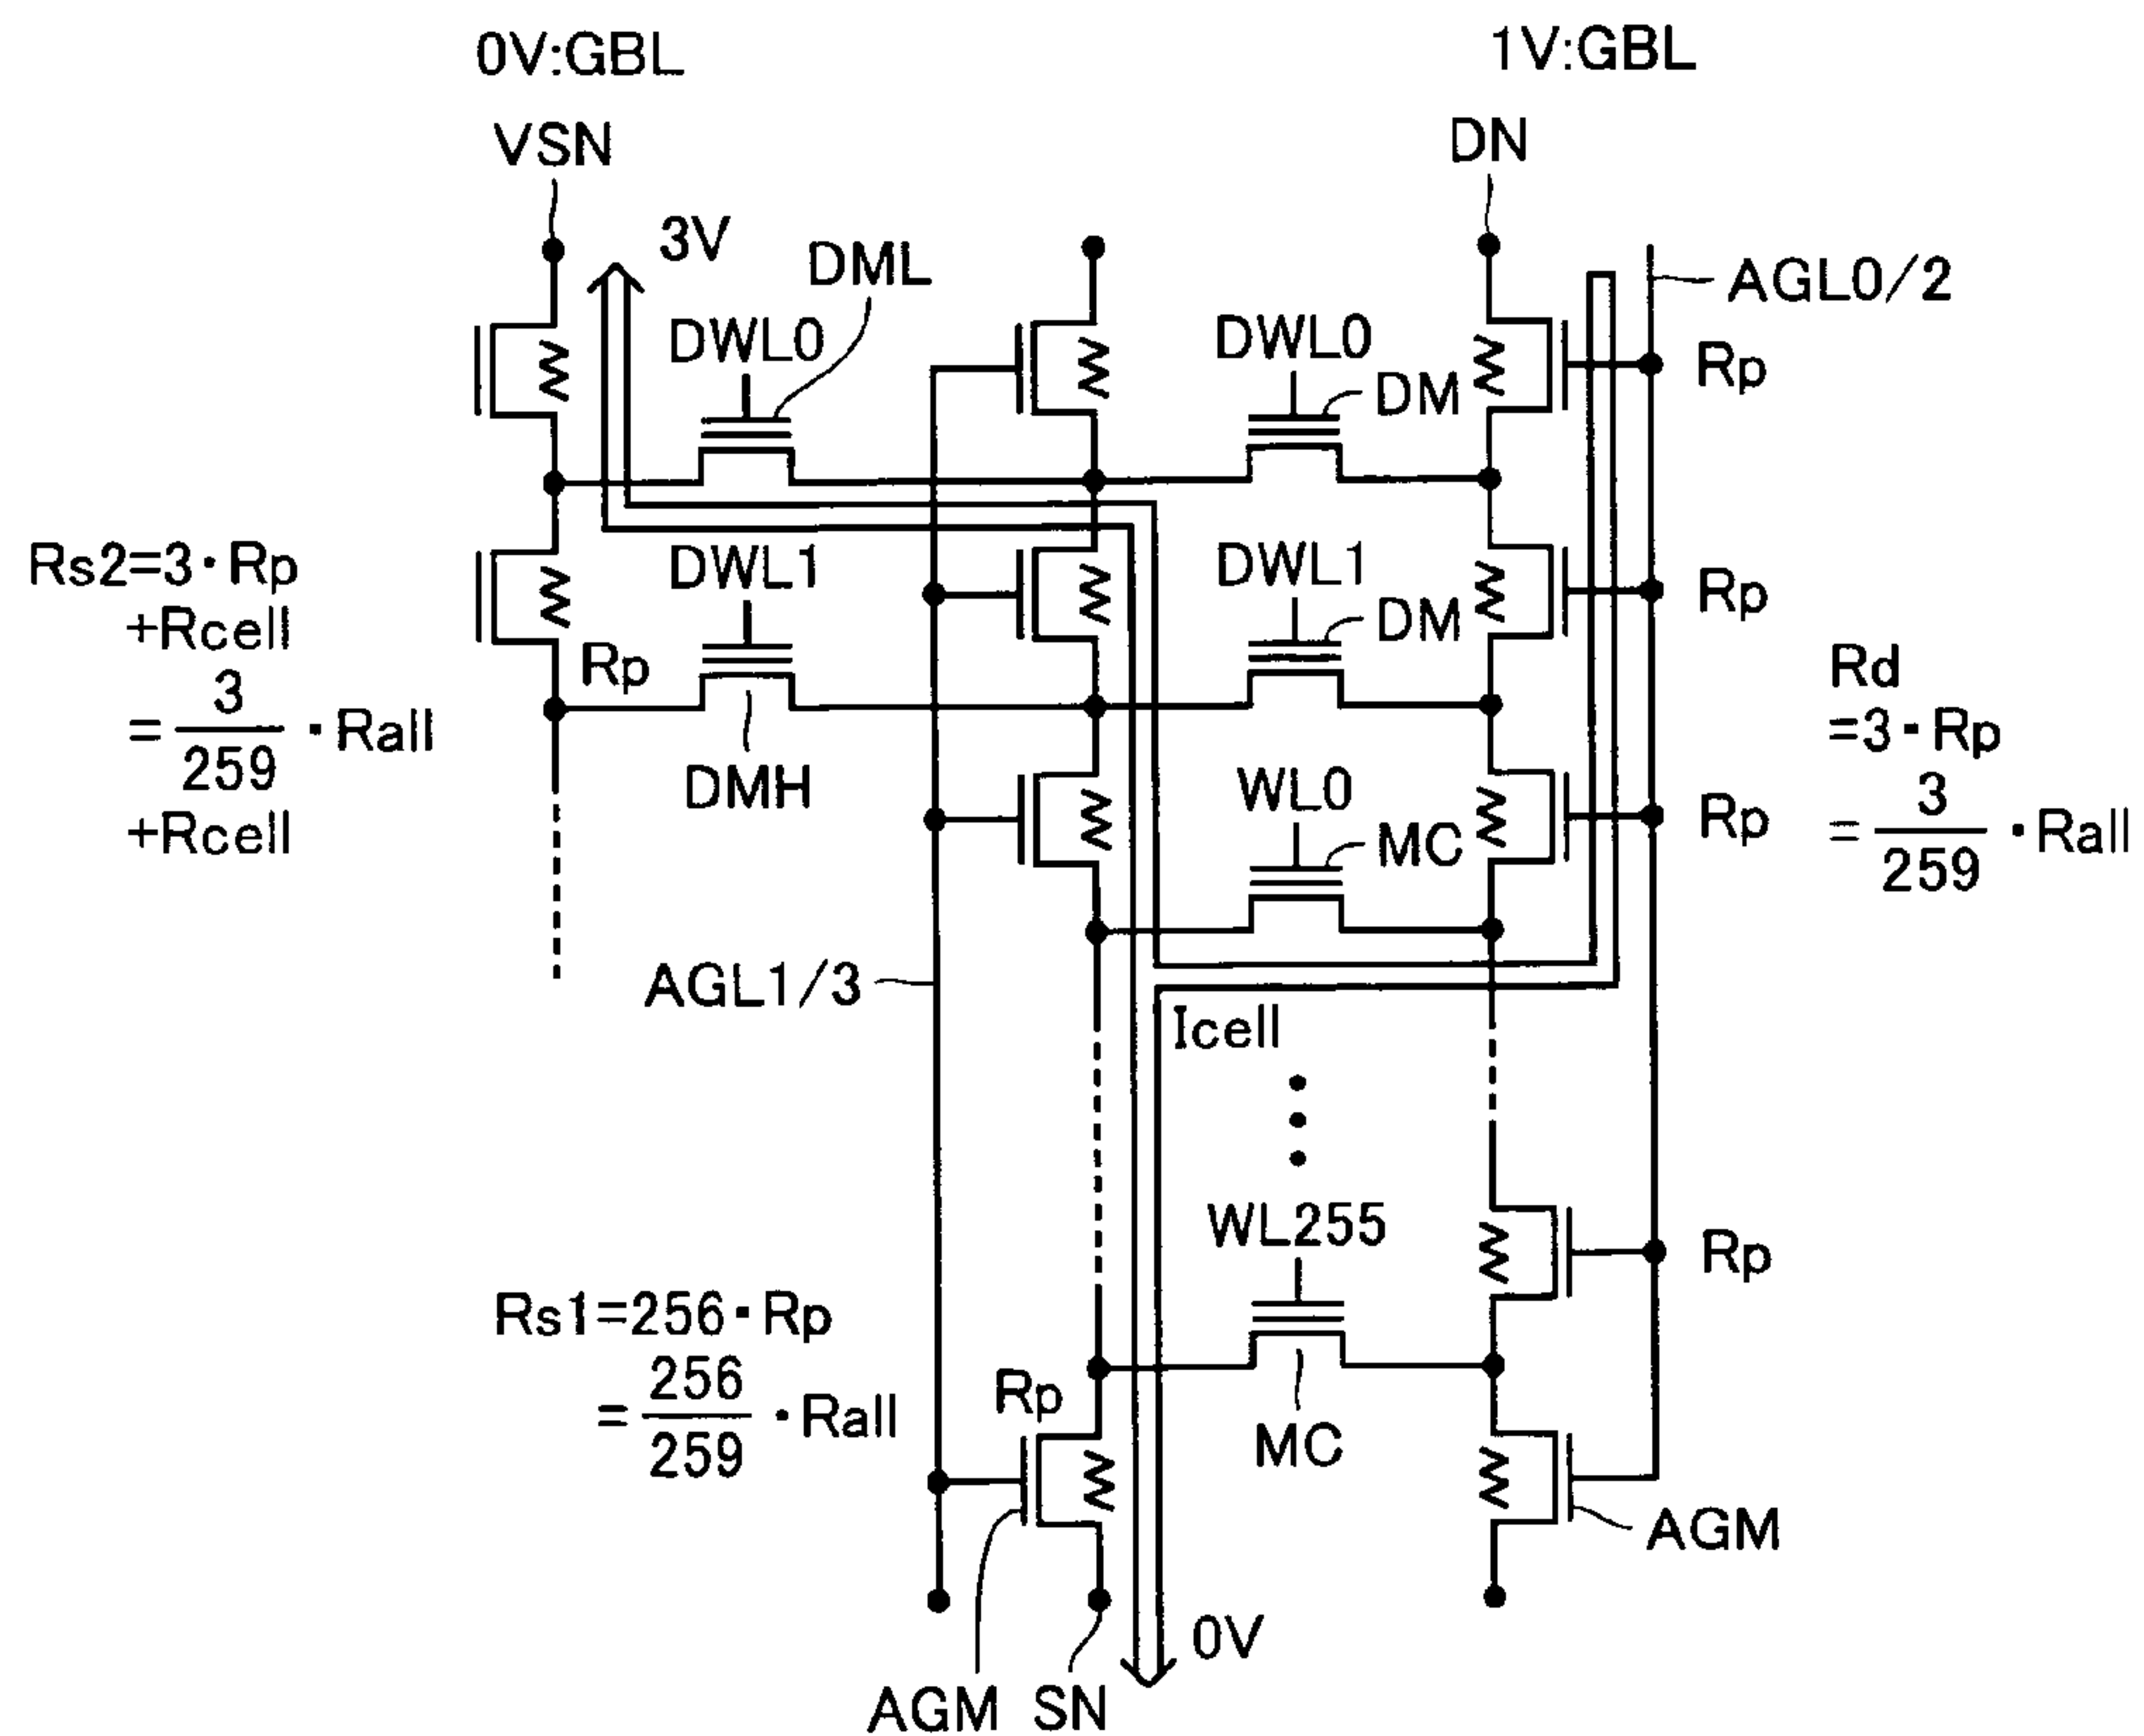 0V:GBL
1V:GBL
VSN
DN
3V
DML
AGL0/2
DWL0
DWL0
DM
Rp
Rs2=3・Rp
+Rcell
= 3/259 ・Rall
+Rcell
DWL1
DWL1
DM
Rp
Rp
DMH
WL0
MC
Rp
Rd
=3・Rp
= 3/259 ・Rall
AGL1/3
Icell
WL255
Rp
Rs1=256・Rp
= 256/259 ・Rall
Rp
MC
AGM
0V
AGM
SN